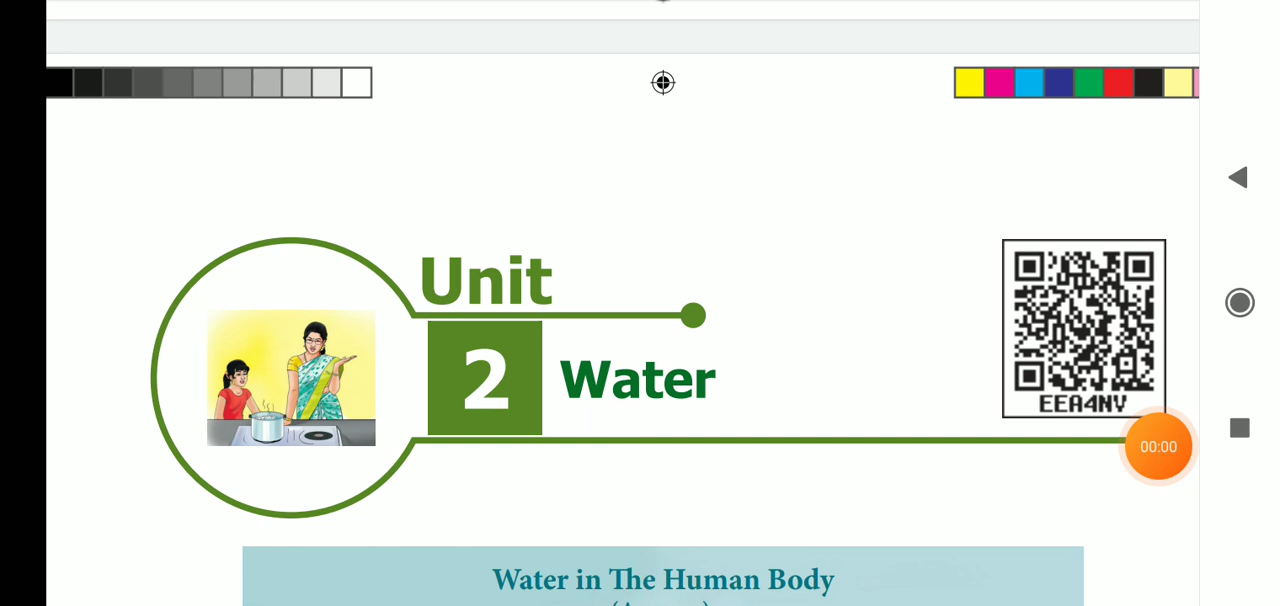 Unit
2
Water
EEA4NV
00:00
Water in The Human Body